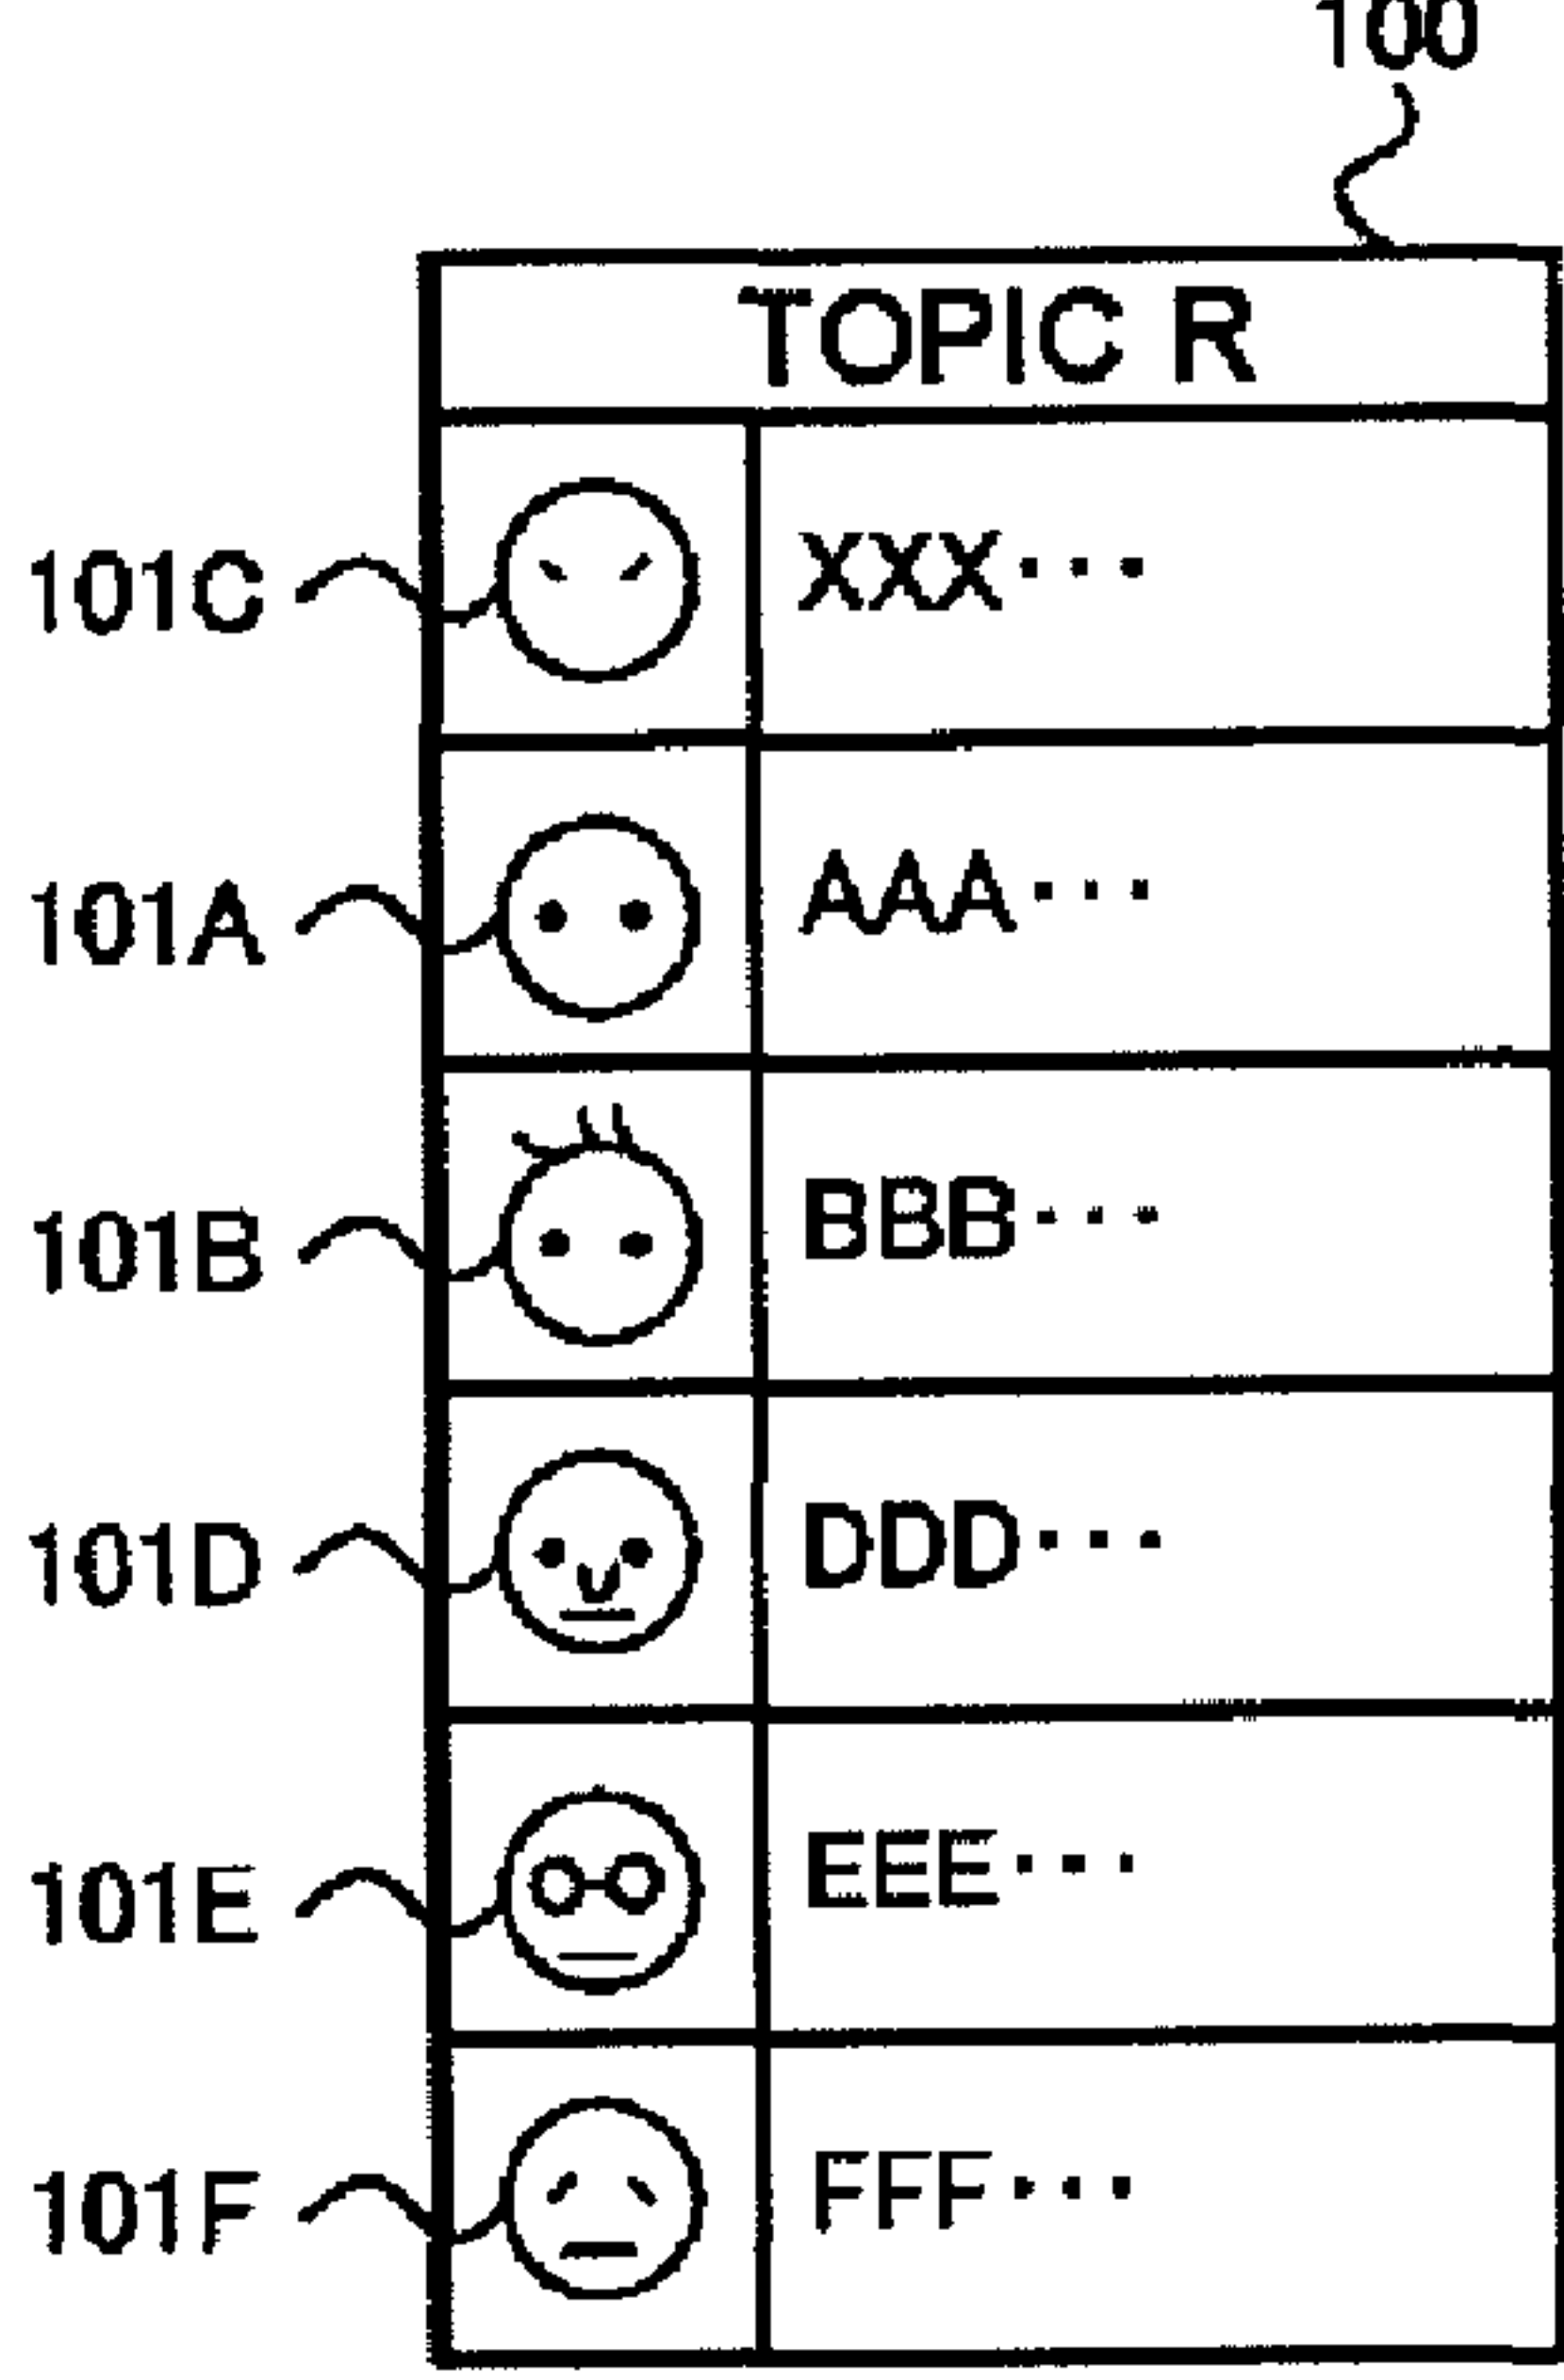 100
TOPIC R
101C XXX···
101A AAA···
101B BBB···
101D DDD···
101E EEE···
101F FFF···